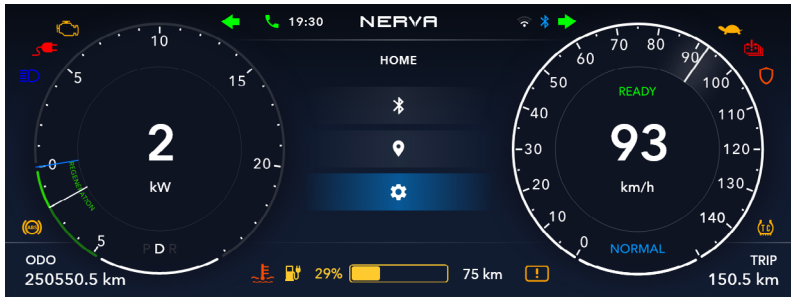 19:30 NERVA
HOME
10
5 15
0 20
5
REGENERATION
2
kW
P D R
ABS
ODO
250550.5 km
29% 75 km
70 80
60 90
50 100
40 110
30 120
20 130
10 140
0
READY
93
km/h
NORMAL
TC
TRIP
150.5 km